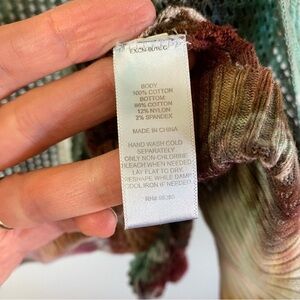 BODY
100% COTTON
BOTTOM
86% COTTON
12% NYLON
2% SPANDEX
MADE IN CHINA
HAND WASH COLD
SEPARATELY
ONLY NON-CHLORINE
BLEACH WHEN NEEDED
LAY FLAT TO DRY.
RESHAPE WHILE DAMP
COOL IRON IF NEEDED.